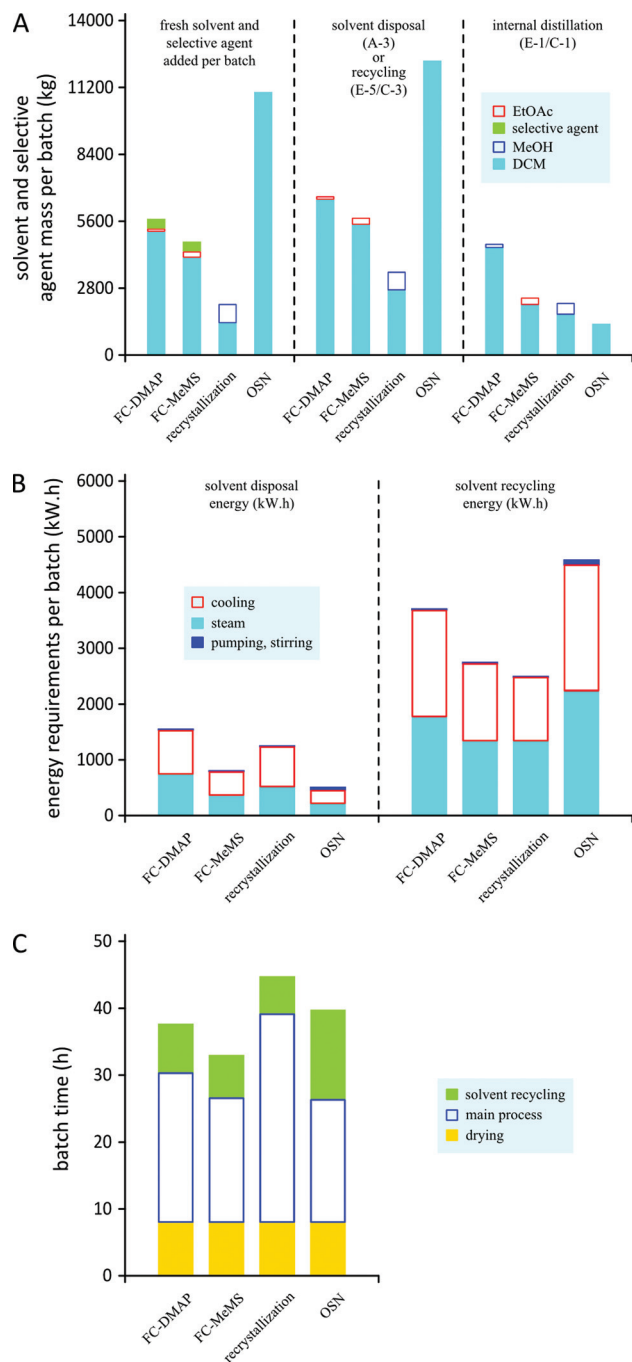 A
solvent and selective
agent mass per batch (kg)
14000
11200
8400
5600
2800
0
fresh solvent and
selective agent
added per batch
solvent disposal
(A-3)
or
recycling
(E-5/C-3)
internal distillation
(E-1/C-1)
EtOAc
selective agent
MeOH
DCM
FC-DMAP
FC-MeMS
recrystallization
OSN
FC-DMAP
FC-MeMS
recrystallization
OSN
FC-DMAP
FC-MeMS
recrystallization
OSN
B
energy requirements per batch (kW.h)
6000
5000
4000
3000
2000
1000
0
solvent disposal
energy (kW.h)
solvent recycling
energy (kW.h)
cooling
steam
pumping, stirring
FC-DMAP
FC-MeMS
recrystallization
OSN
FC-DMAP
FC-MeMS
recrystallization
OSN
C
batch time (h)
50
40
30
20
10
0
solvent recycling
main process
drying
FC-DMAP
FC-MeMS
recrystallization
OSN